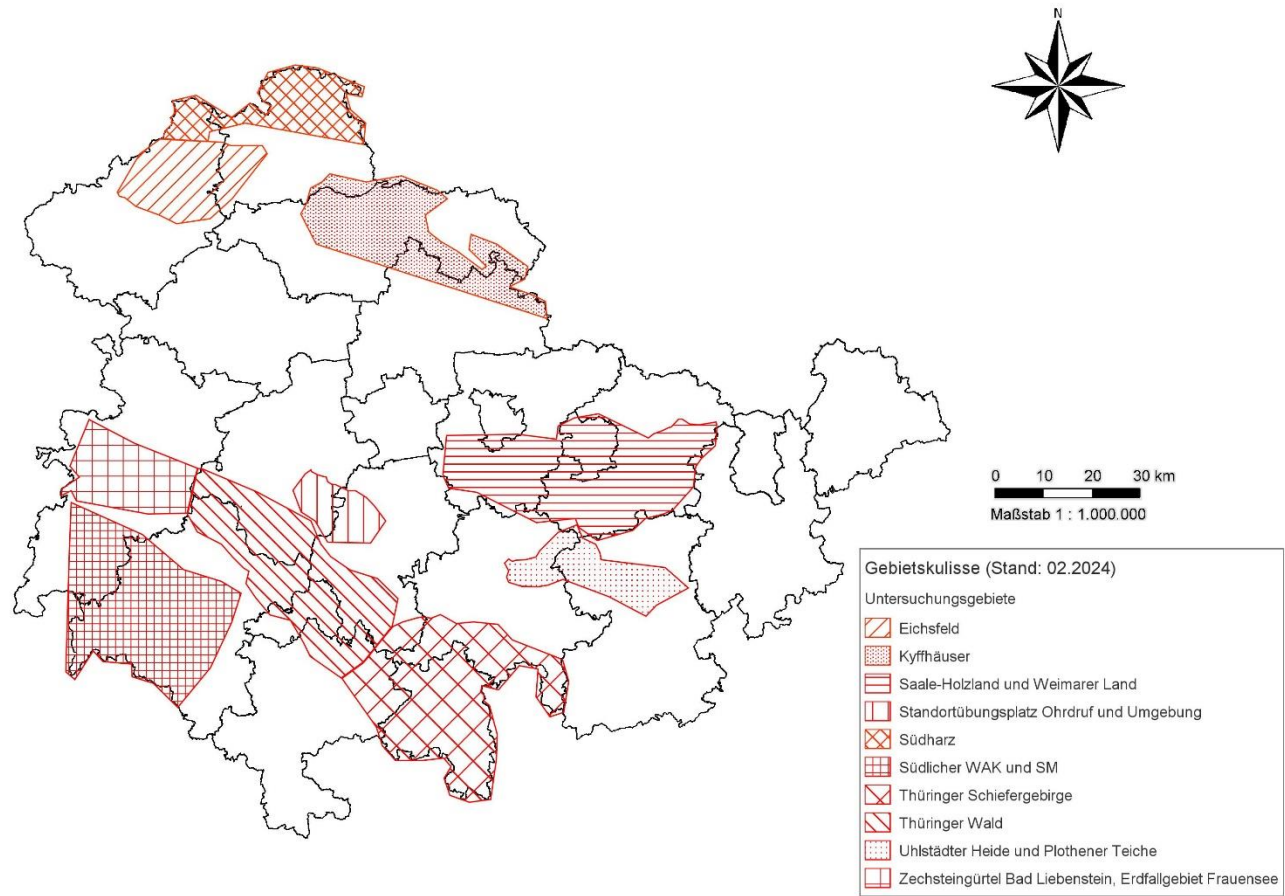 N
0 10 20 30 km
Maßstab 1 : 1.000.000
Gebietskulisse (Stand: 02.2024)
Untersuchungsgebiete
Eichsfeld
Kyffhäuser
Saale-Holzland und Weimarer Land
Standortübungsplatz Ohrdruf und Umgebung
Südharz
Südlicher WAK und SM
Thüringer Schiefergebirge
Thüringer Wald
Uhlstädter Heide und Plothener Teiche
Zechsteingürtel Bad Liebenstein, Erdfallgebiet Frauensee